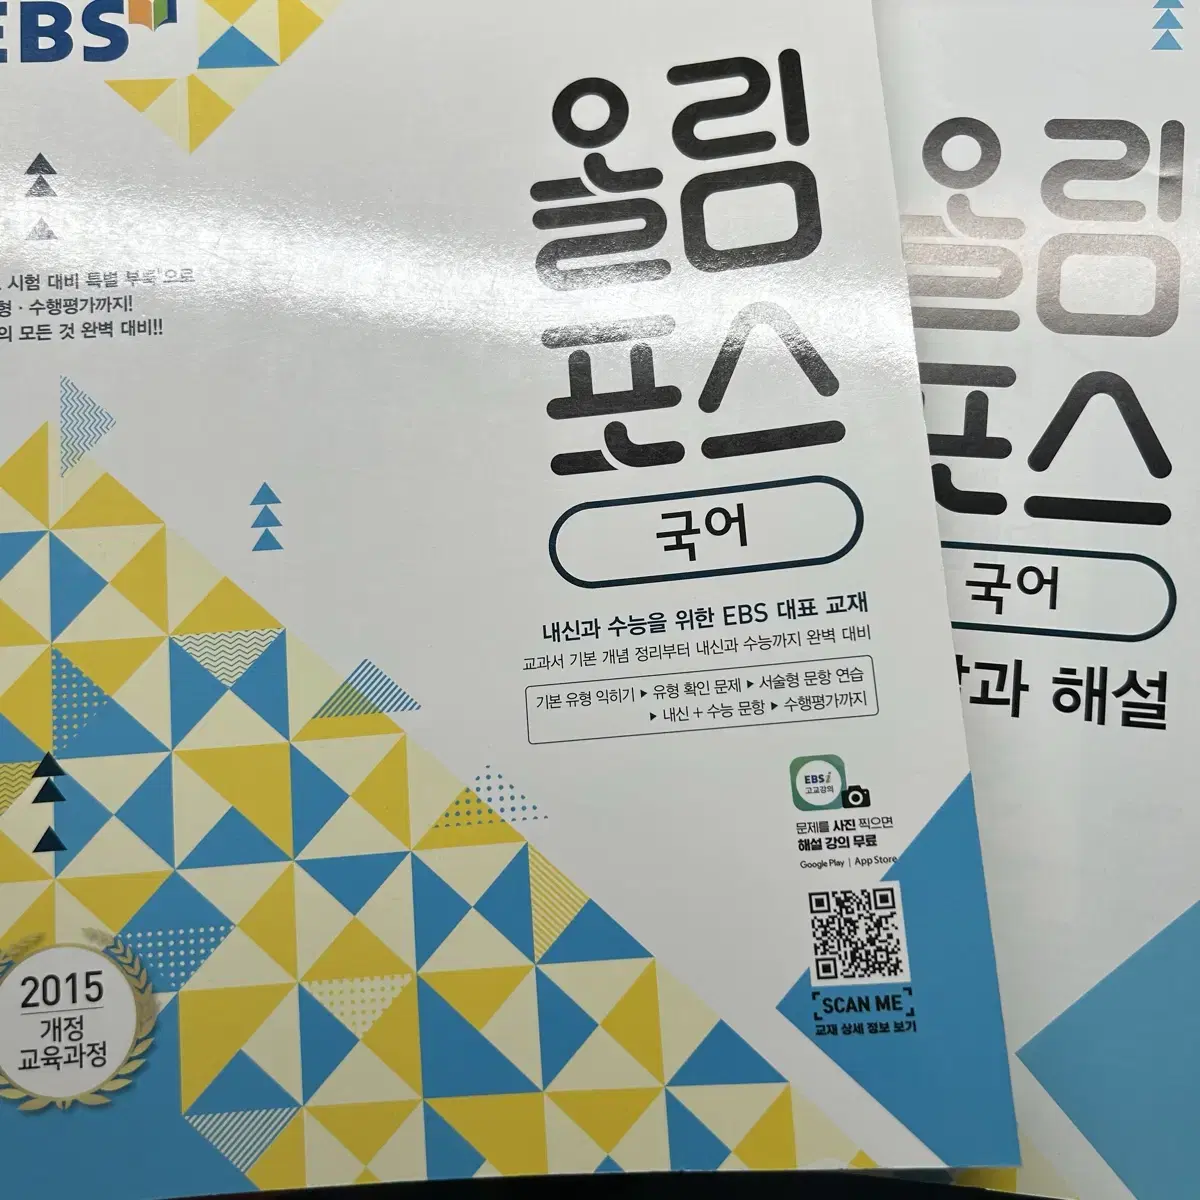 EBS
시험 대비 특별 부록으로
형 · 수행평가까지!
의 모든 것 완벽 대비!!
올림
포스
국어
내신과 수능을 위한 EBS 대표 교재
교과서 기본 개념 정리부터 내신과 수능까지 완벽 대비
기본 유형 익히기 ▶ 유형 확인 문제 ▶ 서술형 문항 연습
▶ 내신 + 수능 문항 ▶ 수행평가까지
EBSi
고교강의
문제를 사진 찍으면
해설 강의 무료
Google Play | App Store
SCAN ME
교재 상세 정보 보기
2015
개정
교육과정
올림
포스
국어
과 해설